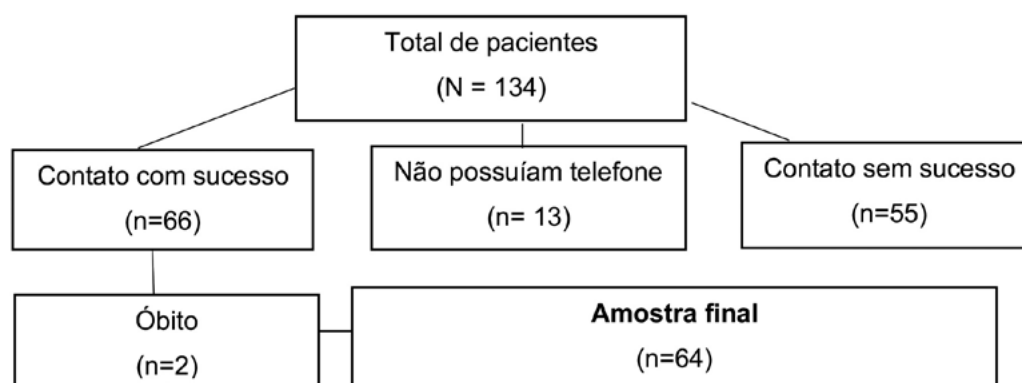 Total de pacientes
(N = 134)
Contato com sucesso
(n=66)
Não possuíam telefone
(n= 13)
Contato sem sucesso
(n=55)
Óbito
(n=2)
Amostra final
(n=64)